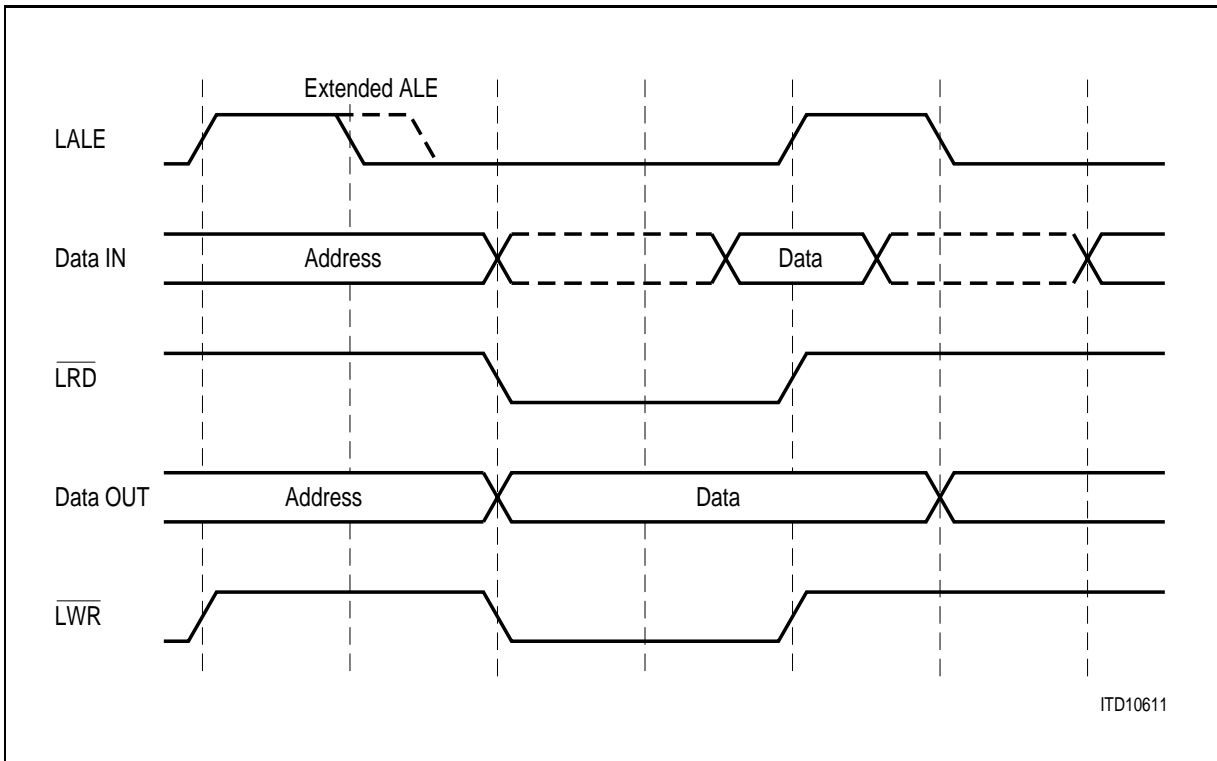 Extended ALE
LALE
Data IN Address Data
LRD
Data OUT Address Data
LWR
ITD10611